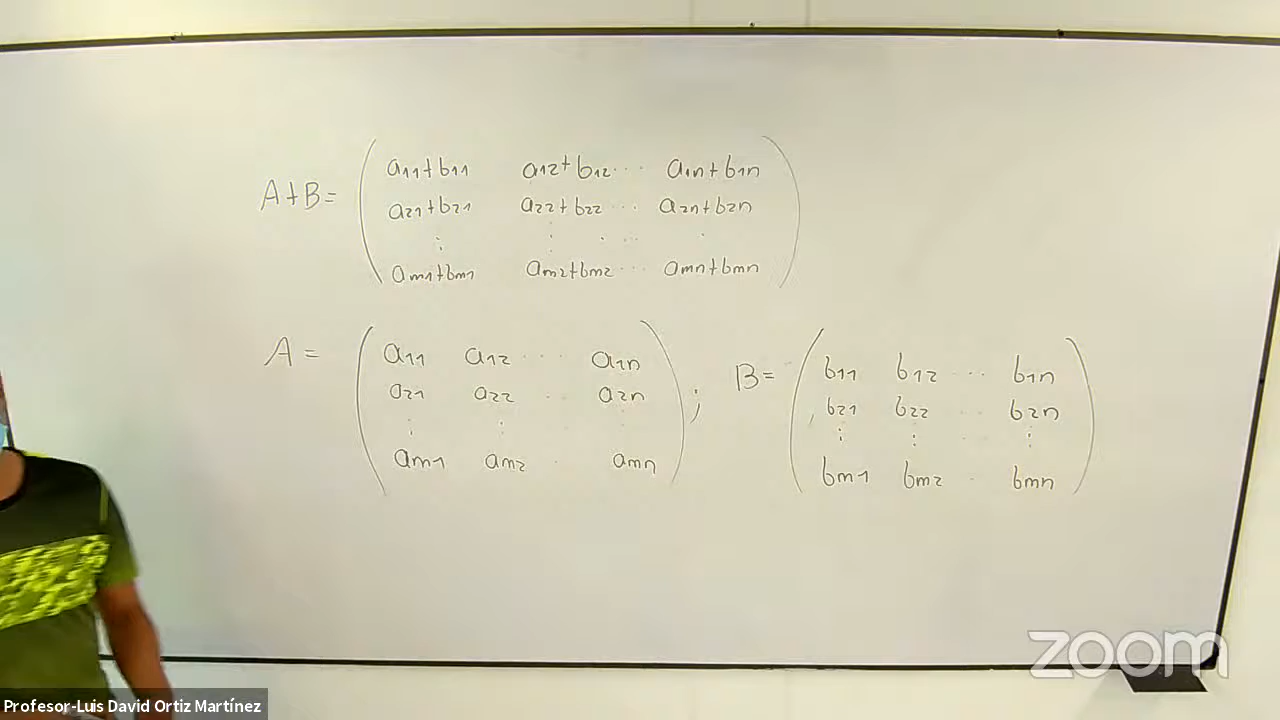 A+B= a11+b11 a12+b12 ... a1n+b1n
a21+b21 a22+b22 ... a2n+b2n
⋮ ⋮ ⋮ ... ⋮
am1+bm1 am2+bm2 ... amn+bmn
A = a11 a12 ... a1n
a21 a22 ... a2n
⋮ ⋮ ⋮
am1 am2 . amn
;
B= b11 b12 ... b1n
b21 b22 ... b2n
⋮ ⋮ . ⋮
bm1 bm2 . bmn
zoom
Profesor-Luis David Ortiz Martínez